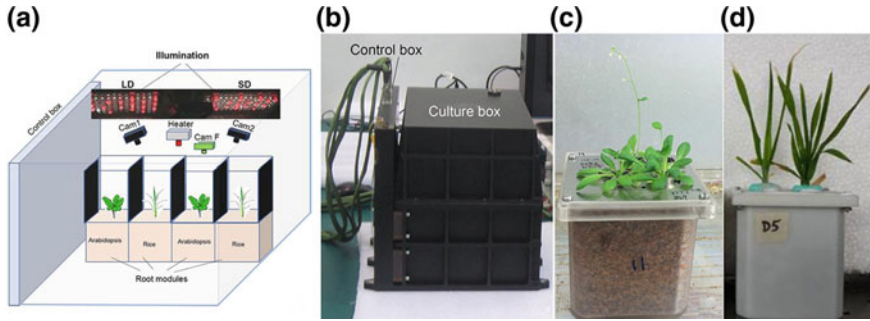 (a)
Illumination
LD
SD
Control box
Cam1
Heater
Cam F
Cam2
Arabidopsis
Rice
Arabidopsis
Rice
Root modules
(b)
Control box
Culture box
(c)
11
(d)
D5